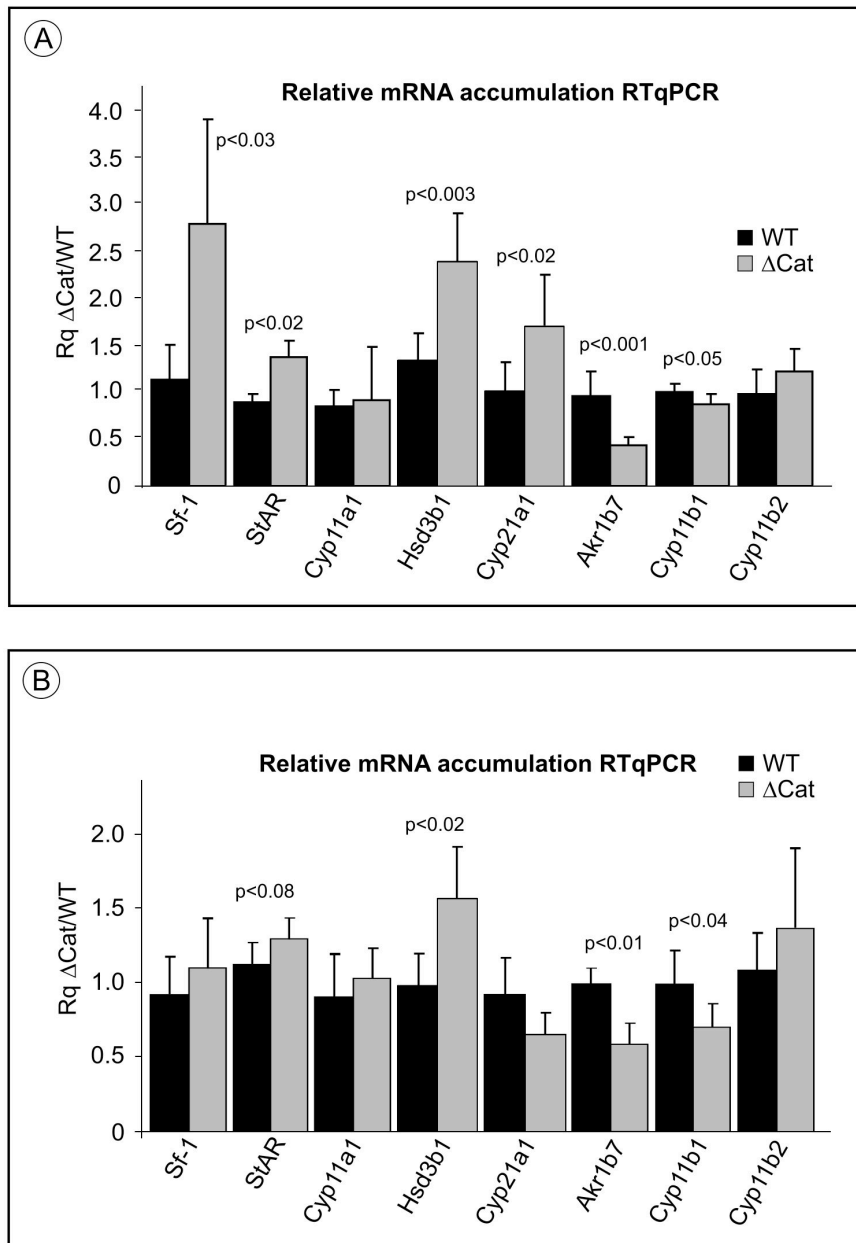 A
Relative mRNA accumulation RTqPCR
4.0
3.5
3.0
2.5
2.0
1.5
1.0
0.5
0
Rq ΔCat/WT
p<0.03
p<0.02
p<0.003
p<0.02
p<0.001
p<0.05
WT
ΔCat
Sf-1
StAR
Cyp11a1
Hsd3b1
Cyp21a1
Akr1b7
Cyp11b1
Cyp11b2
B
Relative mRNA accumulation RTqPCR
WT
ΔCat
2.0
1.5
1.0
0.5
0
Rq ΔCat/WT
p<0.08
p<0.02
p<0.01
p<0.04
Sf-1
StAR
Cyp11a1
Hsd3b1
Cyp21a1
Akr1b7
Cyp11b1
Cyp11b2